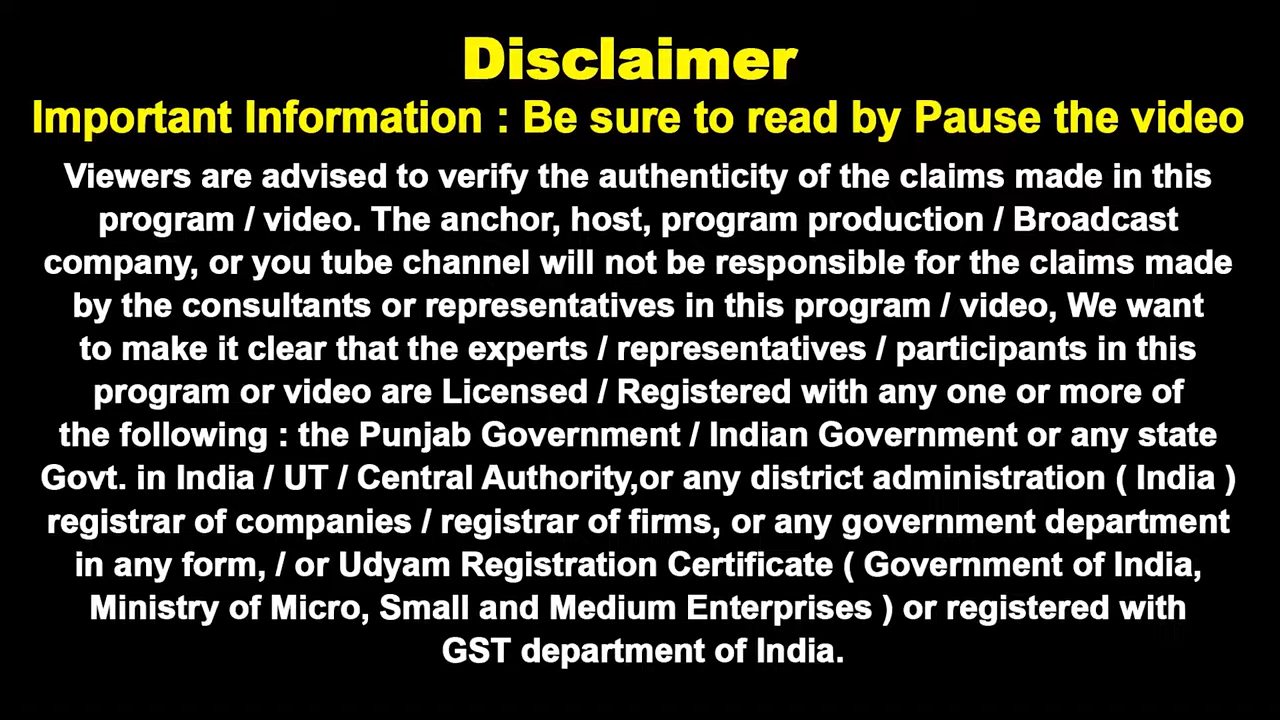 Disclaimer
Important Information : Be sure to read by Pause the video
Viewers are advised to verify the authenticity of the claims made in this
program / video. The anchor, host, program production / Broadcast
company, or you tube channel will not be responsible for the claims made
by the consultants or representatives in this program / video, We want
to make it clear that the experts / representatives / participants in this
program or video are Licensed / Registered with any one or more of
the following : the Punjab Government / Indian Government or any state
Govt. in India / UT / Central Authority,or any district administration ( India )
registrar of companies / registrar of firms, or any government department
in any form, / or Udyam Registration Certificate ( Government of India,
Ministry of Micro, Small and Medium Enterprises ) or registered with
GST department of India.